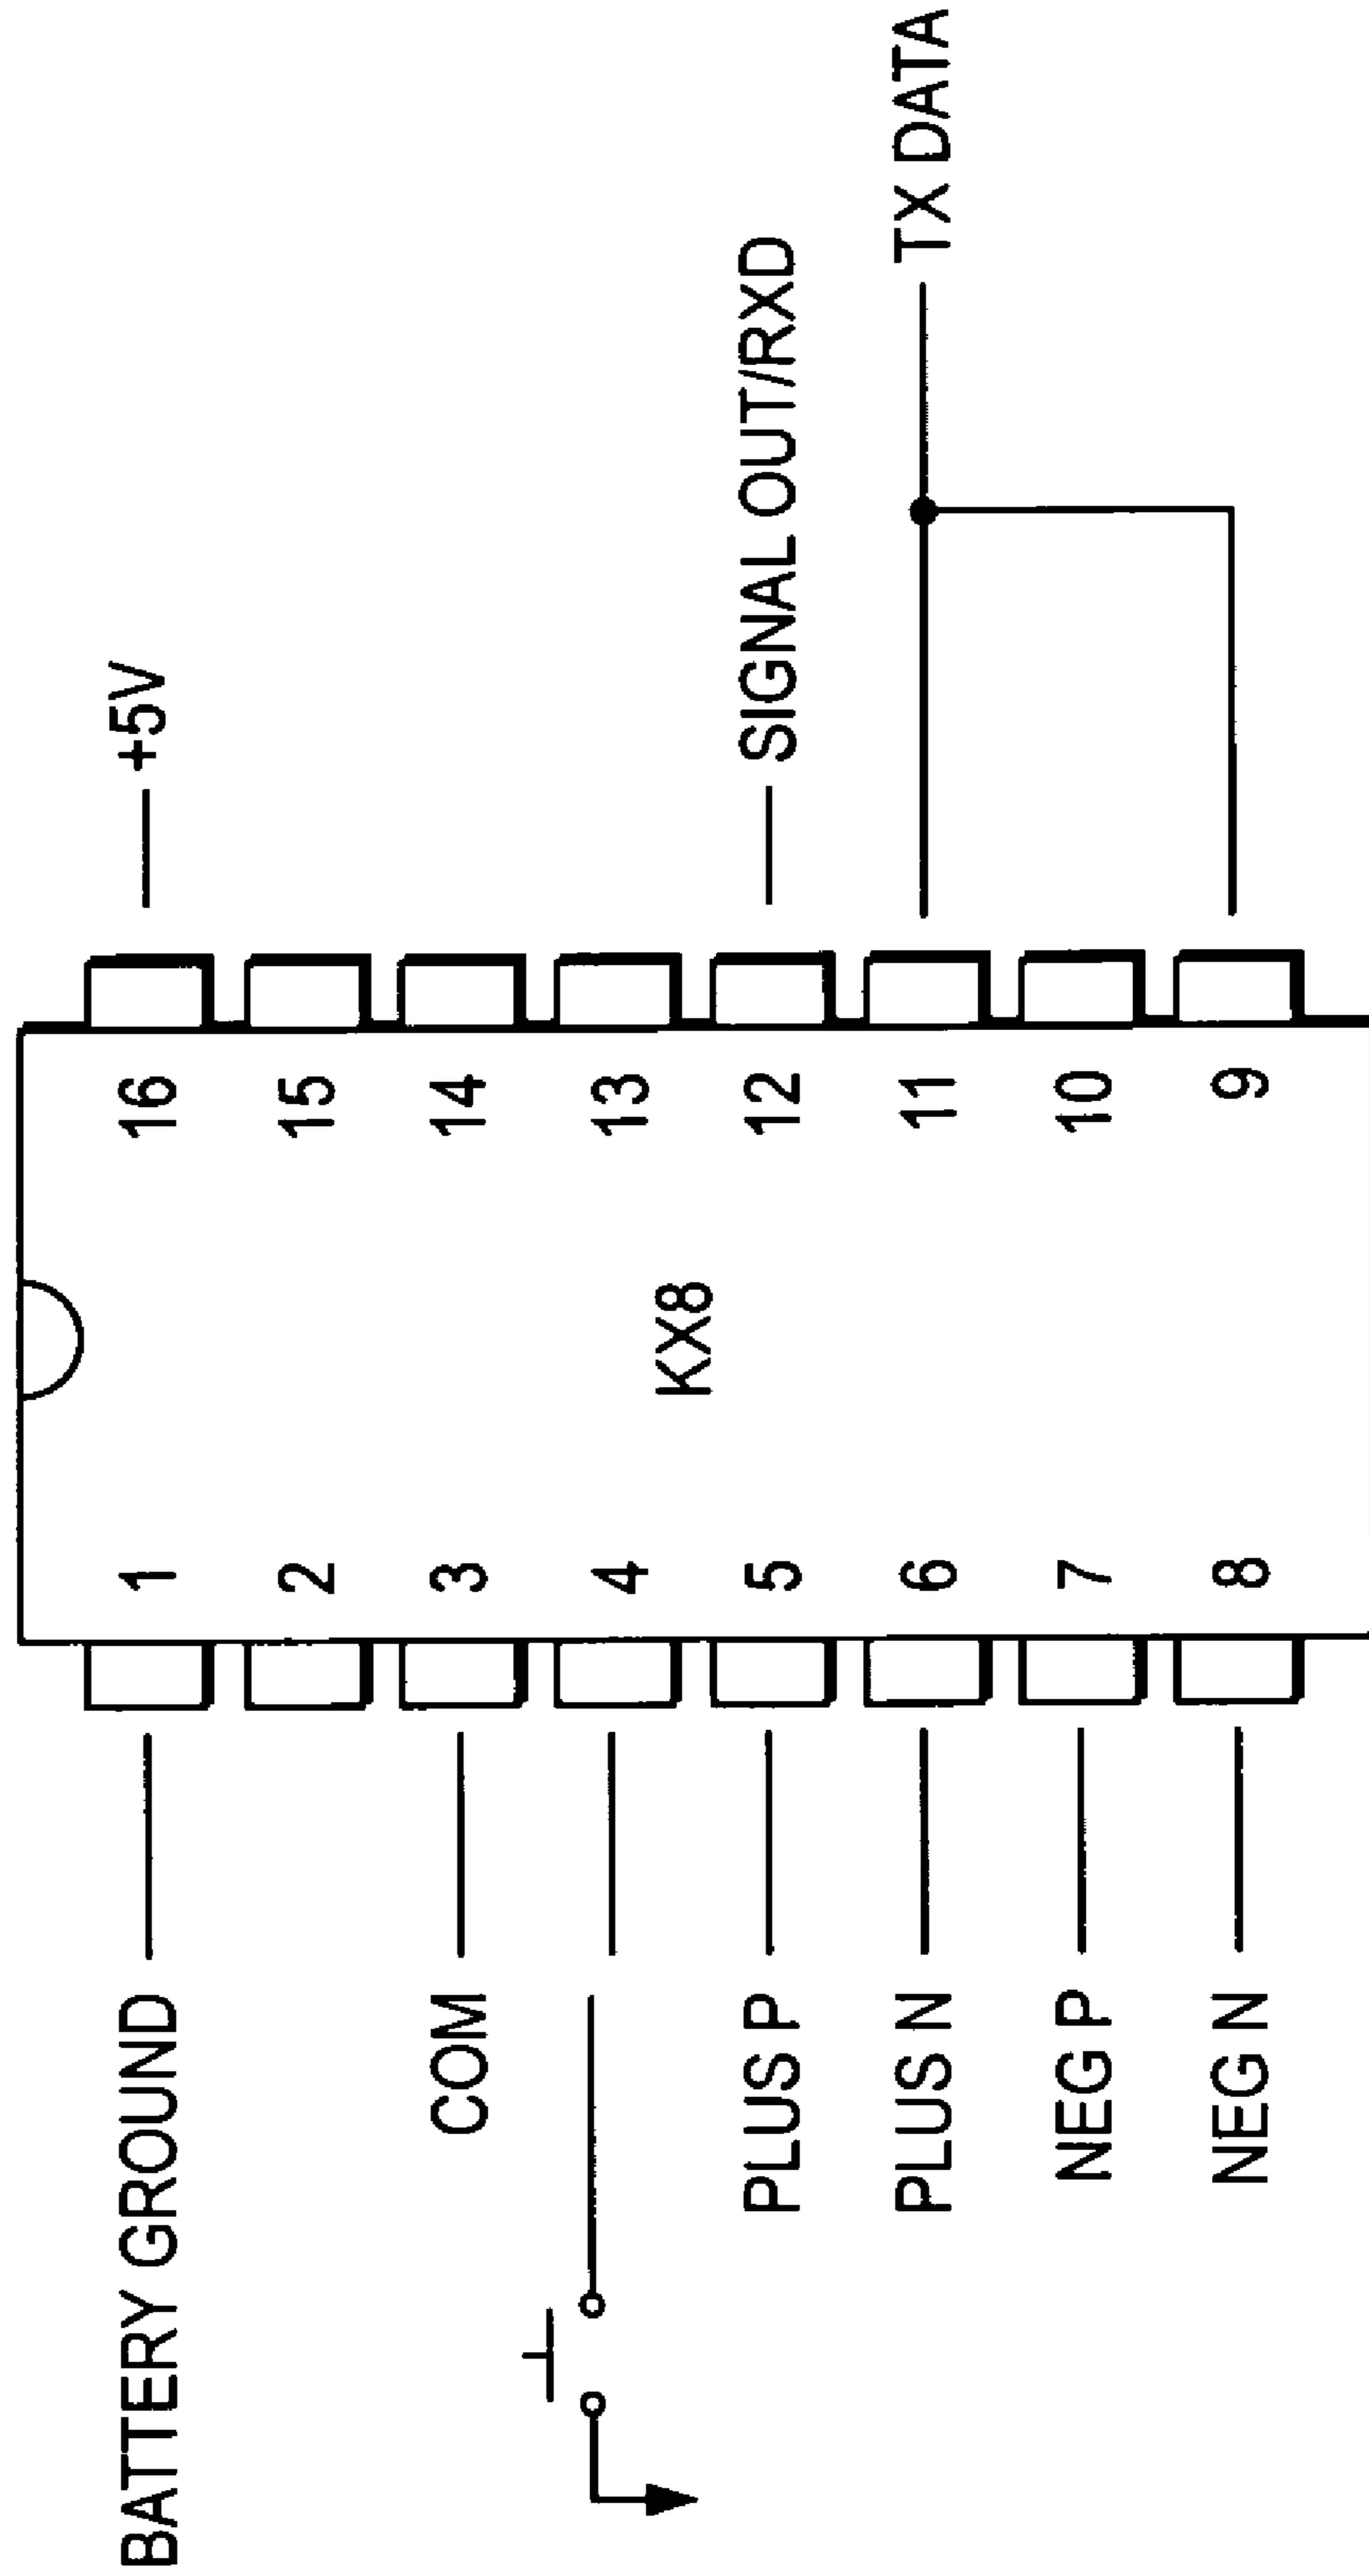 BATTERY GROUND
COM
PLUS P
PLUS N
NEG P
NEG N
1
2
3
4
5
6
7
8
KX8
16
15
14
13
12
11
10
9
+5V
SIGNAL OUT/RXD
TX DATA